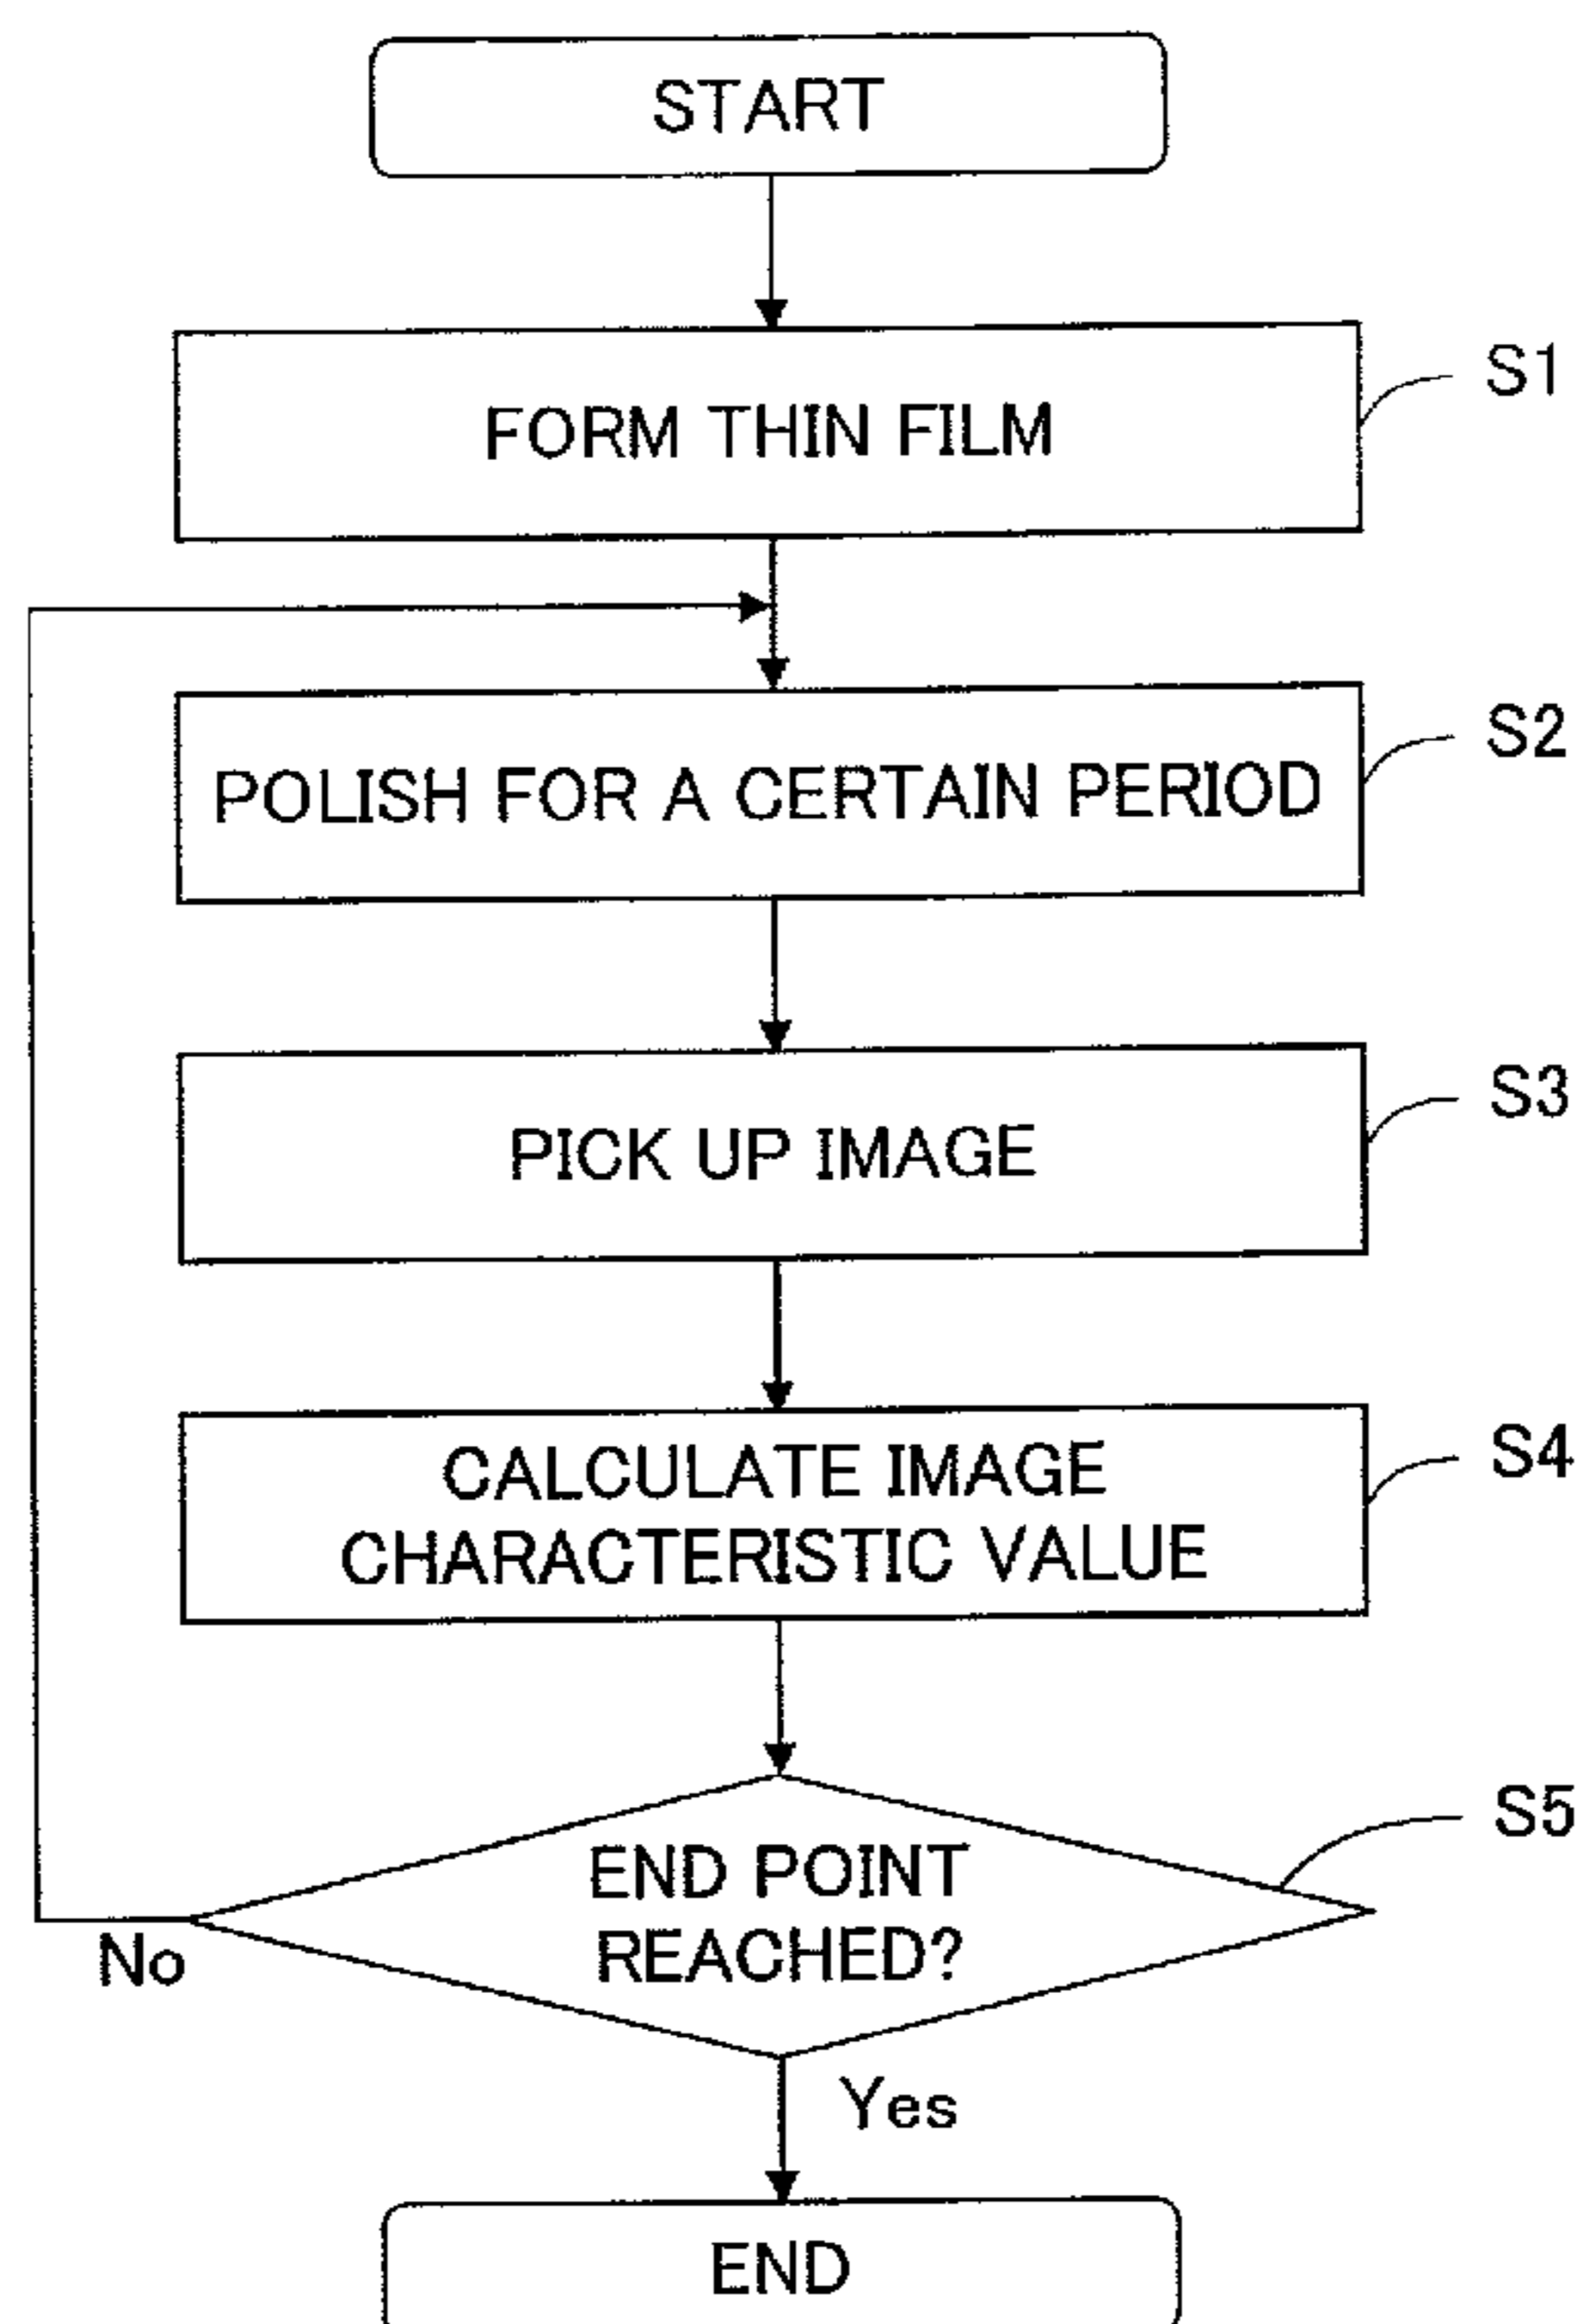 START
FORM THIN FILM
S1
POLISH FOR A CERTAIN PERIOD
S2
PICK UP IMAGE
S3
CALCULATE IMAGE
CHARACTERISTIC VALUE
S4
END POINT
REACHED?
S5
No
Yes
END